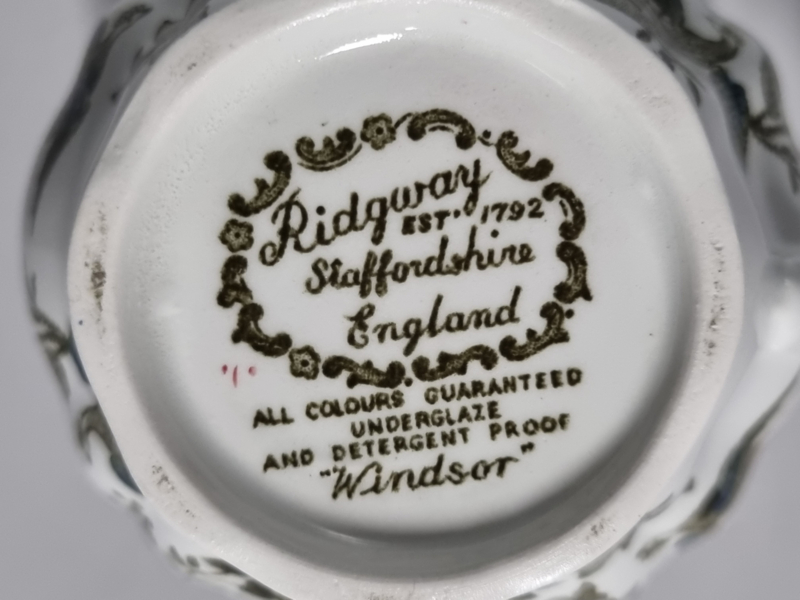 Ridgway
EST. 1792
Staffordshire
England
ALL COLOURS GUARANTEED
UNDERGLAZE
AND DETERGENT PROOF
"Windsor"